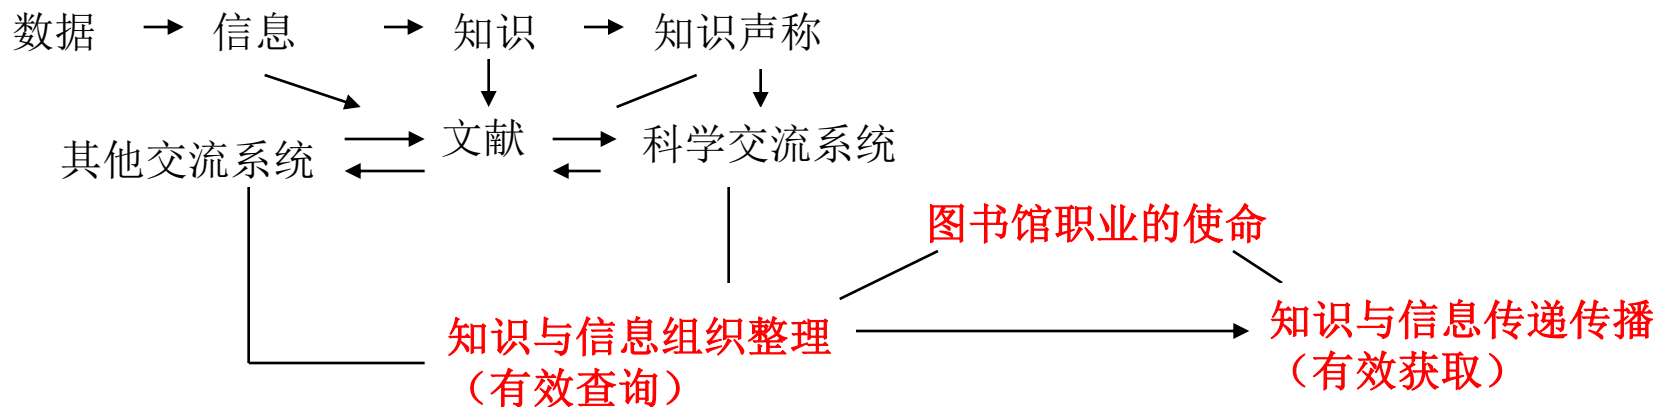 数据 信息 知识 知识声称
其他交流系统 文献 科学交流系统
图书馆职业的使命
知识与信息组织整理
（有效查询）
知识与信息传递传播
（有效获取）